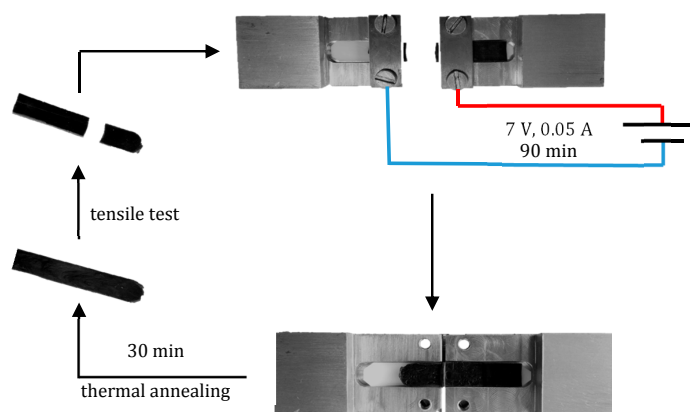 7 V, 0.05 A
90 min
tensile test
30 min
thermal annealing